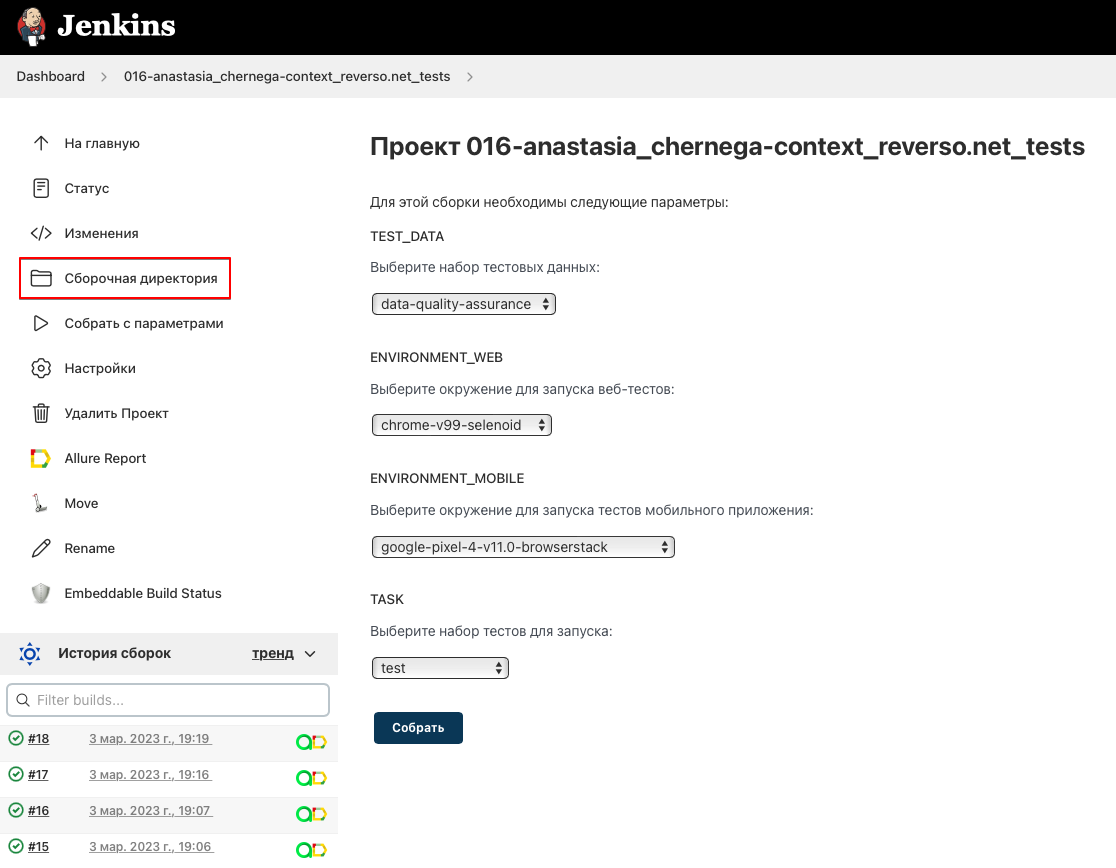 Jenkins
Dashboard
016-anastasia_chernega-context_reverso.net_tests
На главную
Статус
Изменения
Сборочная директория
Собрать с параметрами
Настройки
Удалить Проект
Allure Report
Move
Rename
Embeddable Build Status
История сборок
тренд
Filter builds...
#18 3 мар. 2023 г., 19:19
#17 3 мар. 2023 г., 19:16
#16 3 мар. 2023 г., 19:07
#15 3 мар. 2023 г., 19:06
Проект 016-anastasia_chernega-context_reverso.net_tests
Для этой сборки необходимы следующие параметры:
TEST_DATA
Выберите набор тестовых данных:
data-quality-assurance
ENVIRONMENT_WEB
Выберите окружение для запуска веб-тестов:
chrome-v99-selenoid
ENVIRONMENT_MOBILE
Выберите окружение для запуска тестов мобильного приложения:
google-pixel-4-v11.0-browserstack
TASK
Выберите набор тестов для запуска:
test
Собрать